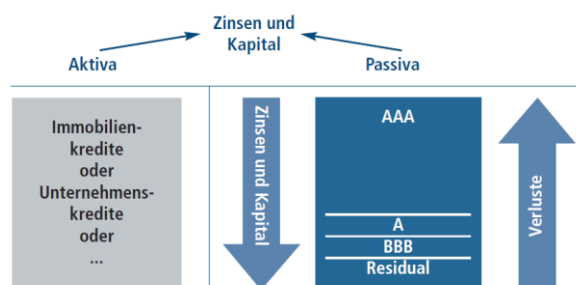 Zinsen und
Kapital
Aktiva
Passiva
Immobilien-
kredite
oder
Unternehmens-
kredite
oder
...
Zinsen und Kapital
AAA
A
BBB
Residual
Verluste